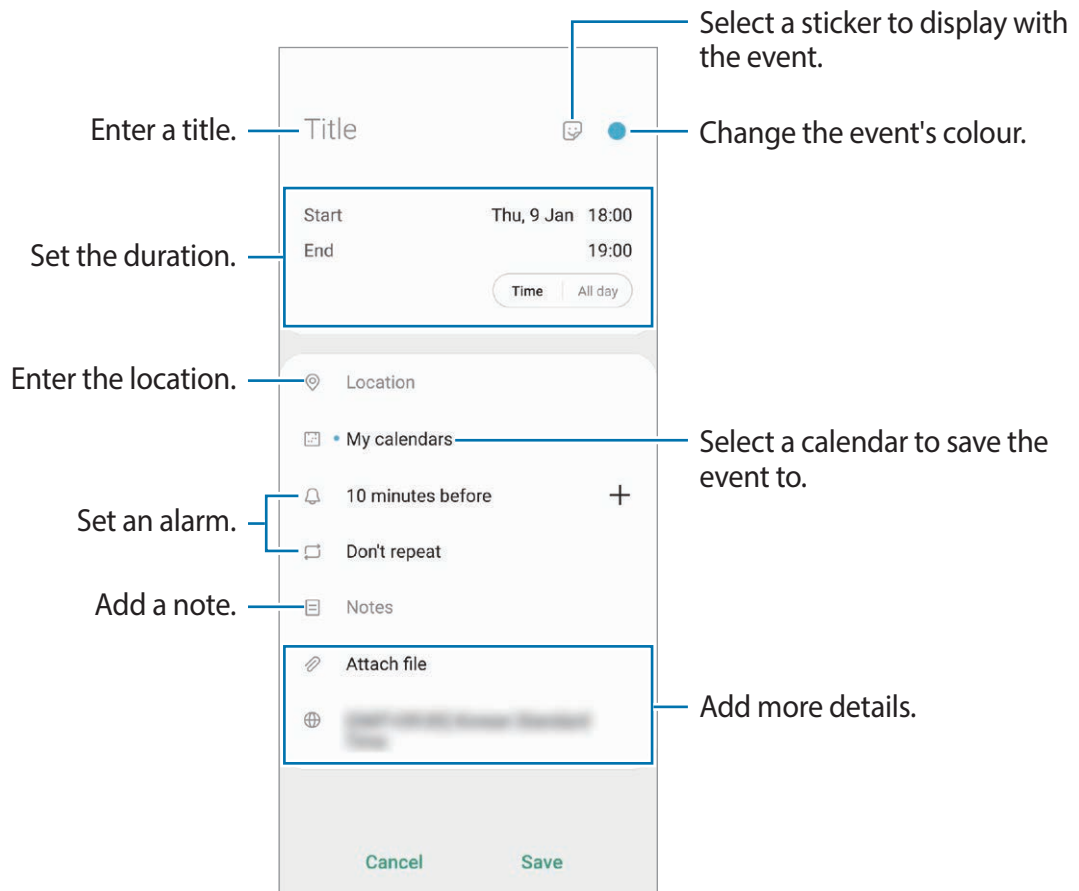 Select a sticker to display with
the event.
Enter a title.
Title
Change the event's colour.
Start Thu, 9 Jan 18:00
Set the duration.
End 19:00
Time All day
Enter the location.
Location
My calendars
Select a calendar to save the
event to.
10 minutes before
Set an alarm.
Don't repeat
Add a note.
Notes
Attach file
Add more details.
Cancel Save